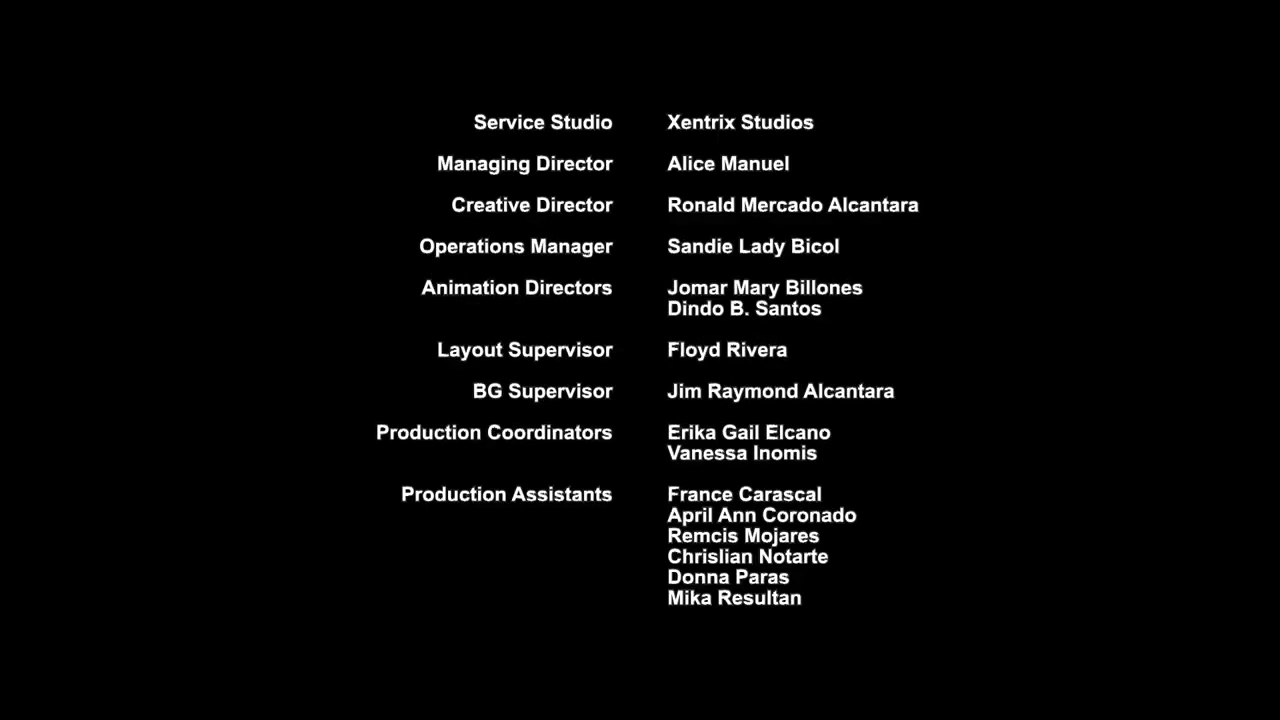 Service Studio Xentrix Studios
Managing Director Alice Manuel
Creative Director Ronald Mercado Alcantara
Operations Manager Sandie Lady Bicol
Animation Directors Jomar Mary Billones
Dindo B. Santos
Layout Supervisor Floyd Rivera
BG Supervisor Jim Raymond Alcantara
Production Coordinators Erika Gail Elcano
Vanessa Inomis
Production Assistants France Carascal
April Ann Coronado
Remcis Mojares
Chrislian Notarte
Donna Paras
Mika Resultan